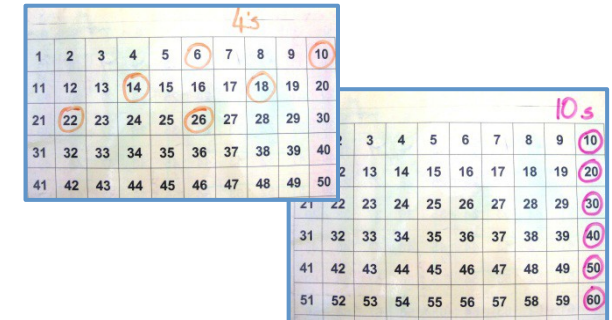 4's
1 2 3 4 5 6 7 8 9 10
11 12 13 14 15 16 17 18 19 20
21 22 23 24 25 26 27 28 29 30
31 32 33 34 35 36 37 38 39 40
41 42 43 44 45 46 47 48 49 50
10s
3 4 5 6 7 8 9 10
13 14 15 16 17 18 19 20
21 22 23 24 25 26 27 28 29 30
31 32 33 34 35 36 37 38 39 40
41 42 43 44 45 46 47 48 49 50
51 52 53 54 55 56 57 58 59 60